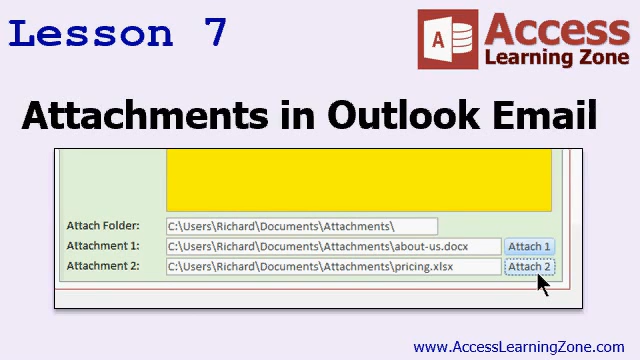 Lesson 7
A
Access
Learning Zone
Attachments in Outlook Email
Attach Folder: C:\Users\Richard\Documents\Attachments\
Attachment 1: C:\Users\Richard\Documents\Attachments\about-us.docx Attach 1
Attachment 2: C:\Users\Richard\Documents\Attachments\pricing.xlsx Attach 2
www.AccessLearningZone.com